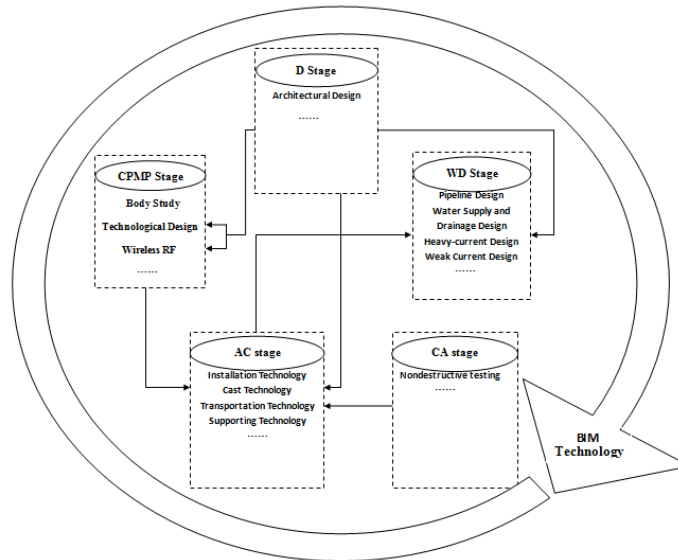 D Stage
Architectural Design
......
CPMP Stage
Body Study
Technological Design
Wireless RF
......
WD Stage
Pipeline Design
Water Supply and
Drainage Design
Heavy-current Design
Weak Current Design
......
AC stage
Installation Technology
Cast Technology
Transportation Technology
Supporting Technology
......
CA stage
Nondestructive testing
......
BIM
Technology